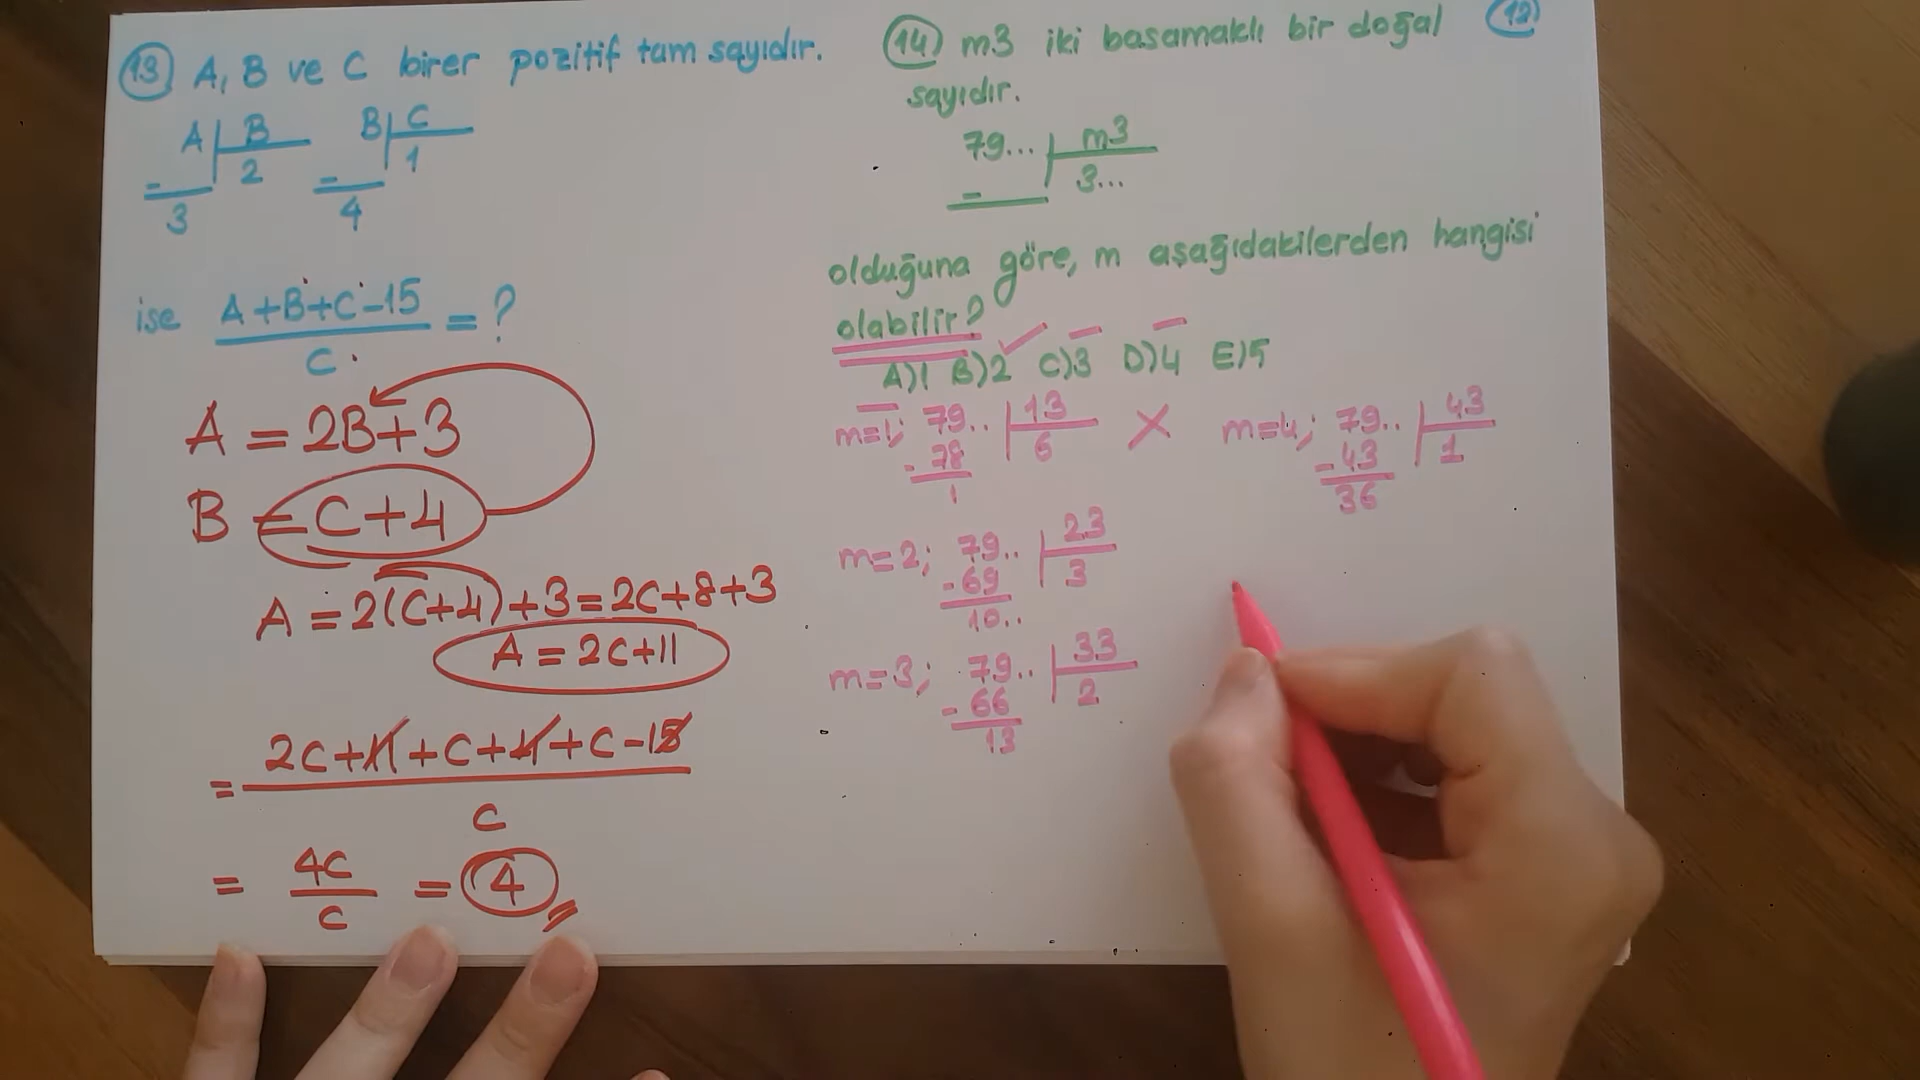 13 A, B ve C birer pozitif tam sayıdır.
A B B C
2 1
- -
3 4
ise A+B+C-15 = ?
C
A = 2B+3
B = C+4
A = 2(C+4)+3=2C+8+3
A = 2C+11
= 2C+11+C+4+C-15
C
= 4C = 4
C
14 m3 iki basamaklı bir doğal
sayıdır.
79... m3
- 3...
olduğuna göre, m aşağıdakilerden hangisi
olabilir?
A)1 B)2 C)3 D)4 E)5
m=1; 79.. 13
- 78 6
1
m=2; 79.. 23
- 69 3
10..
m=3; 79.. 33
- 66 2
13
m=4; 79.. 43
- 43 1
36